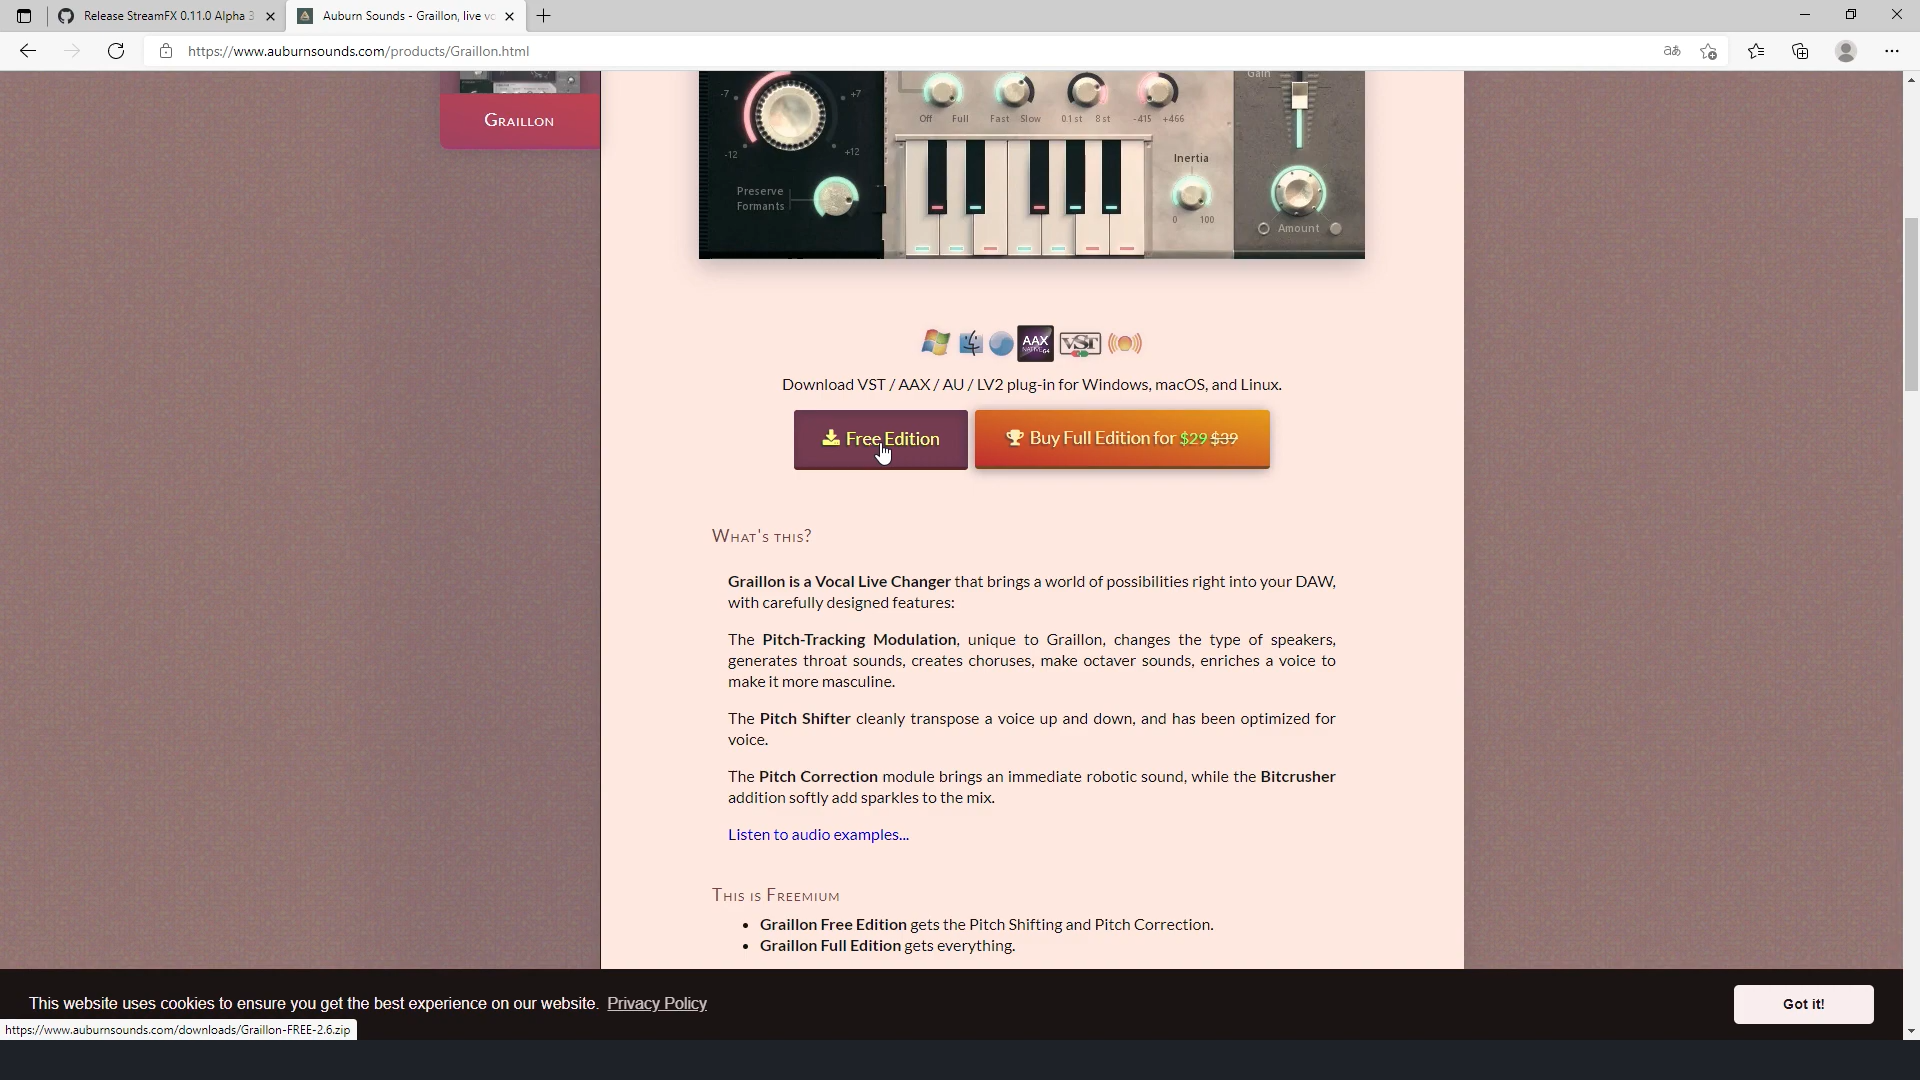 Release StreamFX 0.11.0 Alpha 3
Auburn Sounds - Graillon, live vo
https://www.auburnsounds.com/products/Graillon.html
Graillon
-7 +7
-12 +12
Preserve
Formants
Off Full Fast Slow 0.1 st 8 st -415 +466
Inertia
0 100
Gain
Amount
AAX
VST
Download VST / AAX / AU / LV2 plug-in for Windows, macOS, and Linux.
Free Edition
Buy Full Edition for $29 $39
What's this?
Graillon is a Vocal Live Changer that brings a world of possibilities right into your DAW,
with carefully designed features:
The Pitch-Tracking Modulation, unique to Graillon, changes the type of speakers,
generates throat sounds, creates choruses, make octaver sounds, enriches a voice to
make it more masculine.
The Pitch Shifter cleanly transpose a voice up and down, and has been optimized for
voice.
The Pitch Correction module brings an immediate robotic sound, while the Bitcrusher
addition softly add sparkles to the mix.
Listen to audio examples...
This is Freemium
• Graillon Free Edition gets the Pitch Shifting and Pitch Correction.
• Graillon Full Edition gets everything.
This website uses cookies to ensure you get the best experience on our website. Privacy Policy
Got it!
https://www.auburnsounds.com/downloads/Graillon-FREE-2.6.zip